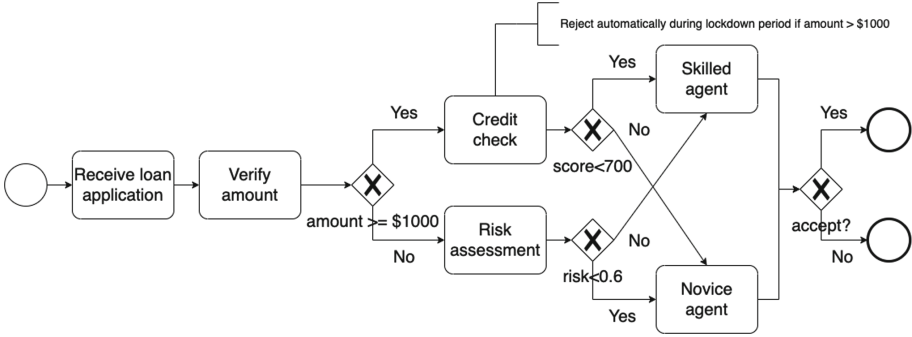 Reject automatically during lockdown period if amount > $1000
Yes
Skilled
agent
Yes
Credit
check
No
Yes
score<700
Receive loan
application
Verify
amount
amount >= $1000
Risk
assessment
No
accept?
No
risk<0.6
No
Novice
agent
Yes